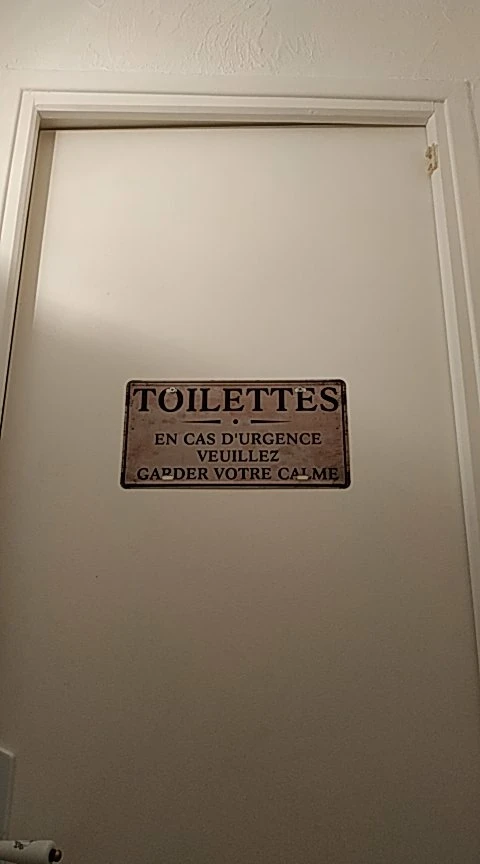 TOILETTES
EN CAS D'URGENCE
VEUILLEZ
GARDER VOTRE CALME